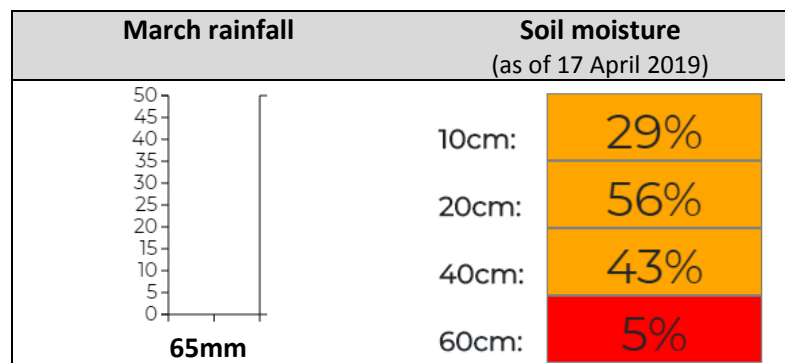 March rainfall
Soil moisture
(as of 17 April 2019)
50
45
40
35
30
25
20
15
10
5
0
65mm
10cm: 29%
20cm: 56%
40cm: 43%
60cm: 5%